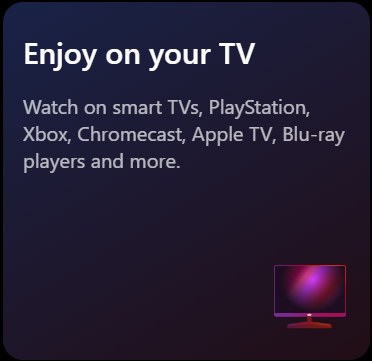 Enjoy on your TV
Watch on smart TVs, PlayStation,
Xbox, Chromecast, Apple TV, Blu-ray
players and more.